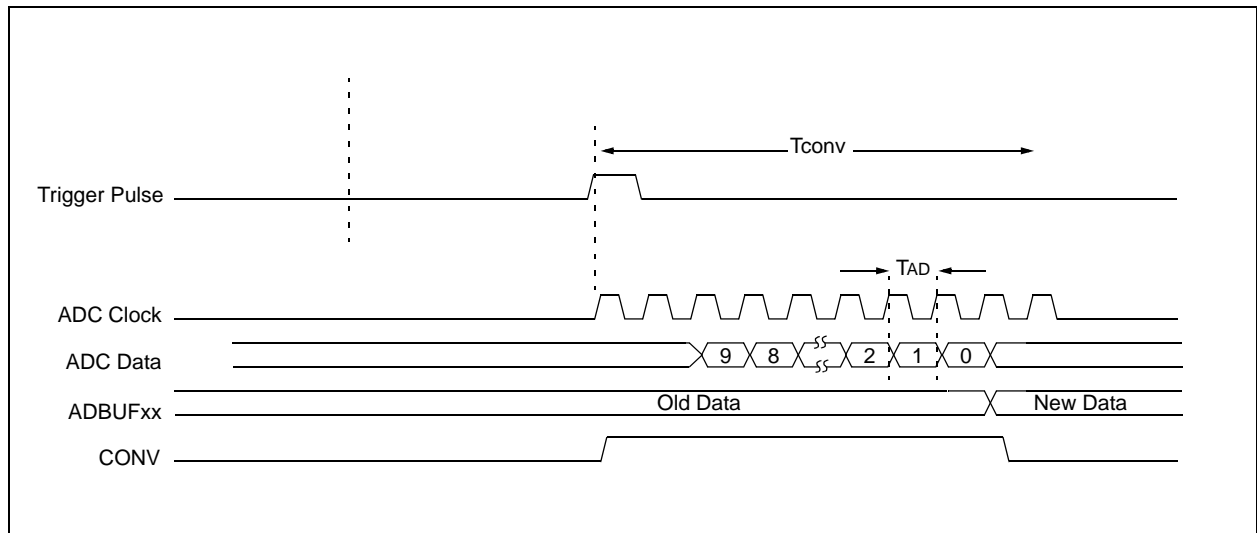 Tconv
Trigger Pulse
TAD
ADC Clock
ADC Data 9 8 2 1 0
ADBUFxx Old Data New Data
CONV